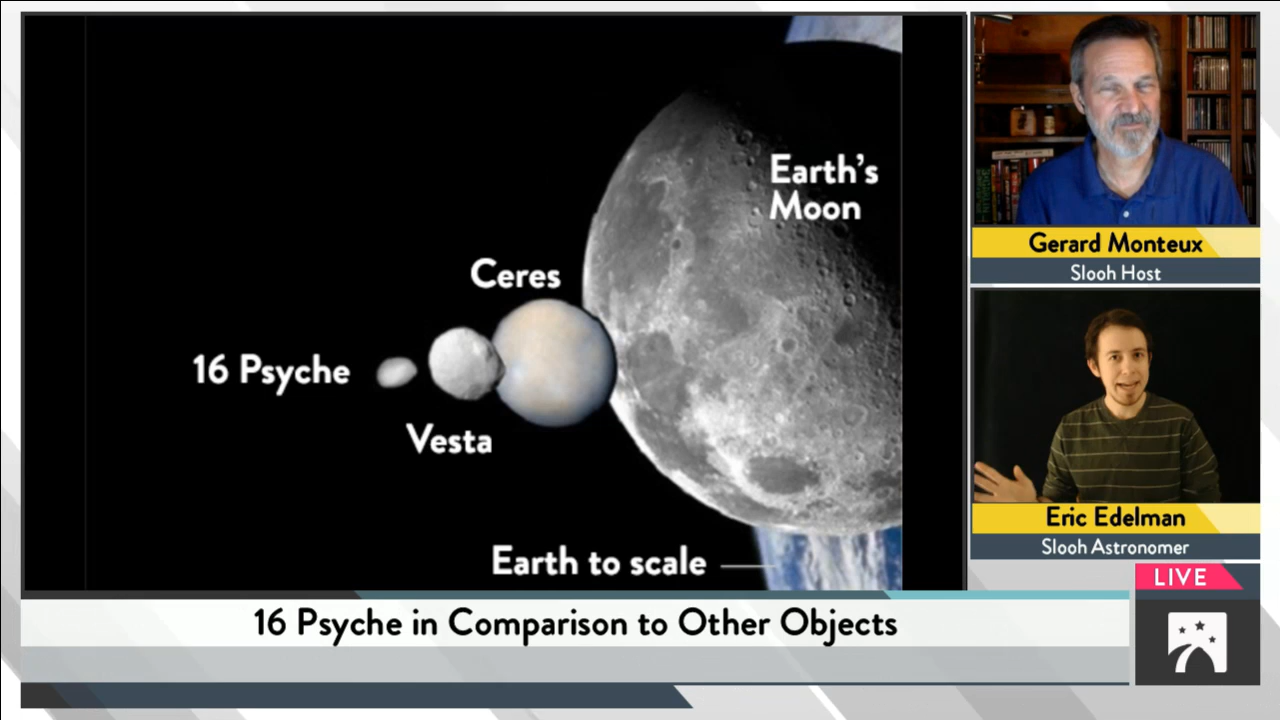 Earth's
Moon
Ceres
16 Psyche
Vesta
Earth to scale
16 Psyche in Comparison to Other Objects
Gerard Monteux
Slooh Host
Eric Edelman
Slooh Astronomer
LIVE